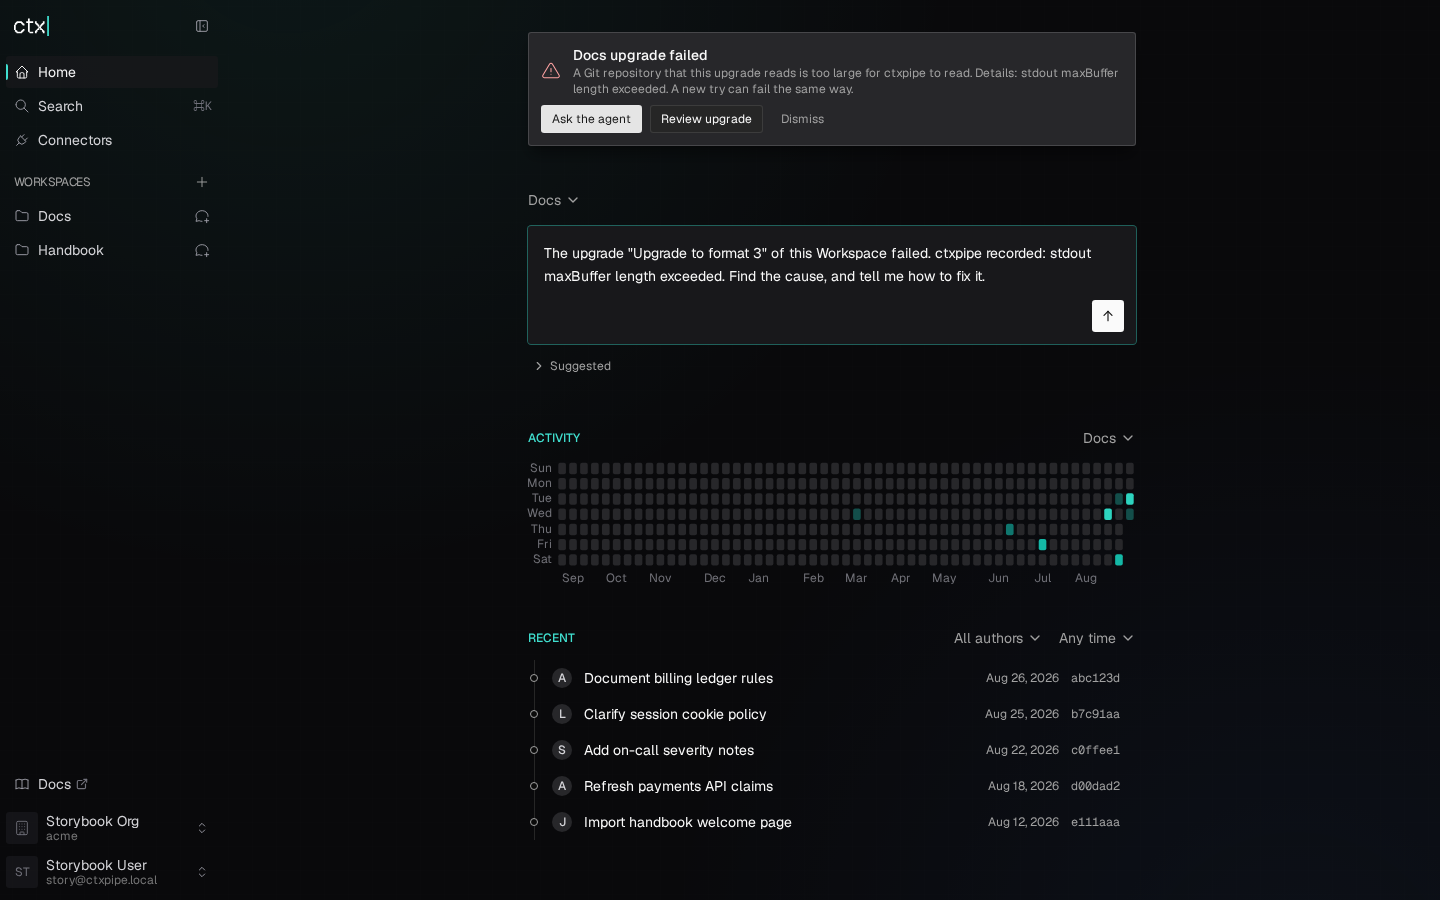 ctx
Home
Search ⌘K
Connectors
WORKSPACES
Docs
Handbook
Docs
Storybook Org
acme
ST
Storybook User
story@ctxpipe.local
Docs upgrade failed
A Git repository that this upgrade reads is too large for ctxpipe to read. Details: stdout maxBuffer
length exceeded. A new try can fail the same way.
Ask the agent Review upgrade Dismiss
Docs
The upgrade "Upgrade to format 3" of this Workspace failed. ctxpipe recorded: stdout
maxBuffer length exceeded. Find the cause, and tell me how to fix it.
Suggested
ACTIVITY Docs
Sun
Mon
Tue
Wed
Thu
Fri
Sat
Sep Oct Nov Dec Jan Feb Mar Apr May Jun Jul Aug
RECENT All authors Any time
A Document billing ledger rules Aug 26, 2026 abc123d
L Clarify session cookie policy Aug 25, 2026 b7c91aa
S Add on-call severity notes Aug 22, 2026 c0ffee1
A Refresh payments API claims Aug 18, 2026 d00dad2
J Import handbook welcome page Aug 12, 2026 e111aaa